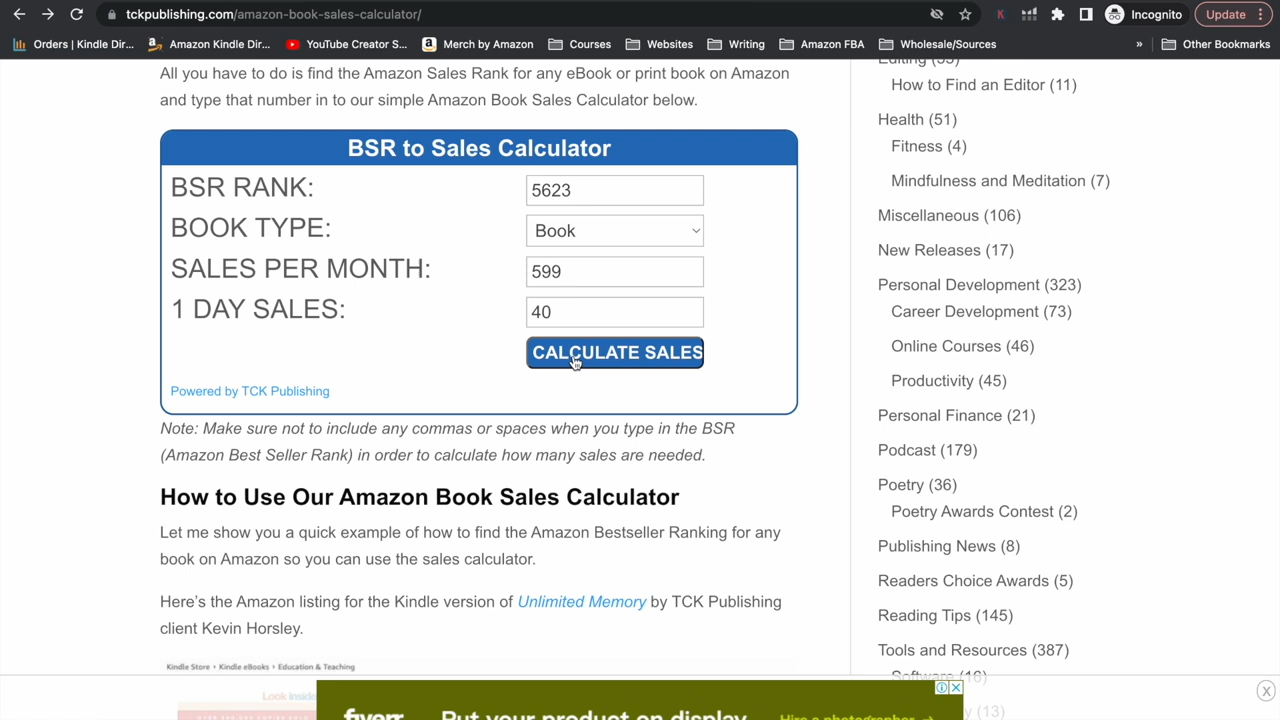 tckpublishing.com/amazon-book-sales-calculator/
Incognito
Update
Orders | Kindle Dir...
Amazon Kindle Dir...
YouTube Creator S...
Merch by Amazon
Courses
Websites
Writing
Amazon FBA
Wholesale/Sources
»
Other Bookmarks
All you have to do is find the Amazon Sales Rank for any eBook or print book on Amazon
and type that number in to our simple Amazon Book Sales Calculator below.
BSR to Sales Calculator
BSR RANK: 5623
BOOK TYPE: Book
SALES PER MONTH: 599
1 DAY SALES: 40
CALCULATE SALES
Powered by TCK Publishing
Note: Make sure not to include any commas or spaces when you type in the BSR
(Amazon Best Seller Rank) in order to calculate how many sales are needed.
How to Use Our Amazon Book Sales Calculator
Let me show you a quick example of how to find the Amazon Bestseller Ranking for any
book on Amazon so you can use the sales calculator.
Here's the Amazon listing for the Kindle version of Unlimited Memory by TCK Publishing
client Kevin Horsley.
Kindle Store › Kindle eBooks › Education & Teaching
Look inside
Editing (39)
How to Find an Editor (11)
Health (51)
Fitness (4)
Mindfulness and Meditation (7)
Miscellaneous (106)
New Releases (17)
Personal Development (323)
Career Development (73)
Online Courses (46)
Productivity (45)
Personal Finance (21)
Podcast (179)
Poetry (36)
Poetry Awards Contest (2)
Publishing News (8)
Readers Choice Awards (5)
Reading Tips (145)
Tools and Resources (387)
Software (16)
(13)
fiverr
Put your product on display
Hire a photographer →